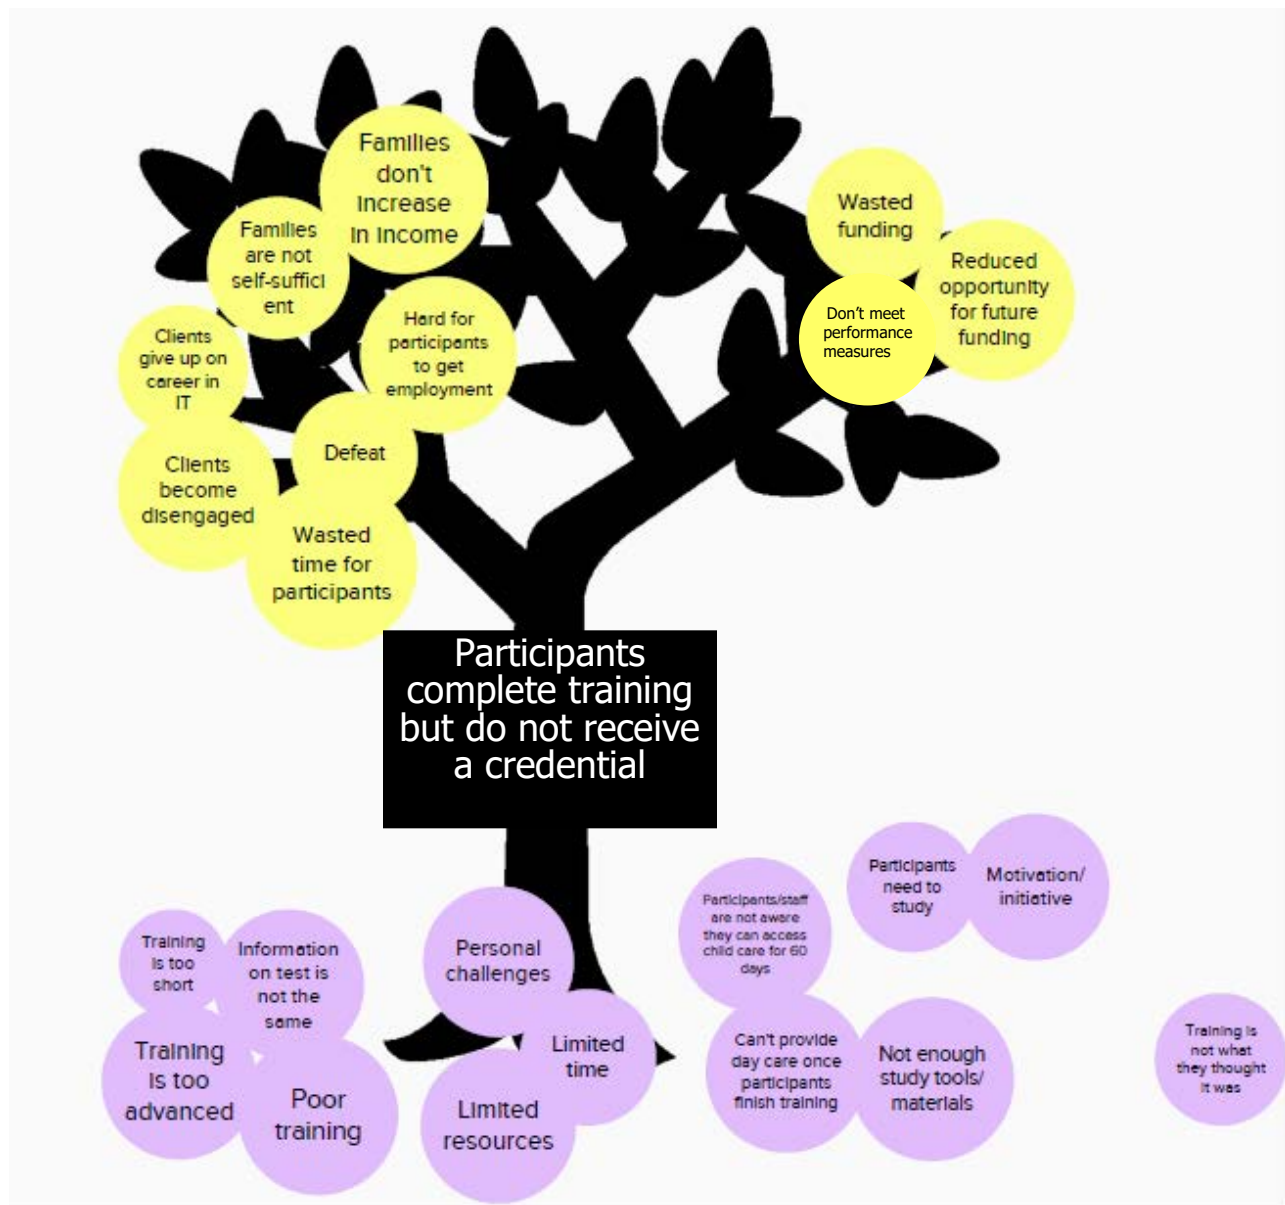 Families
don't
increase
in income
Families
are not
self-suffici
ent
Clients
give up on
career in
IT
Hard for
participants
to get
employment
Defeat
Clients
become
disengaged
Wasted
time for
participants
Wasted
funding
Reduced
opportunity
for future
funding
Don’t meet
performance
measures
Participants
complete training
but do not receive
a credential
Training
is too
short
Information
on test is
not the
same
Training
is too
advanced
Poor
training
Personal
challenges
Limited
time
Limited
resources
Participants/staff
are not aware
they can access
child care for 60
days
Can't provide
day care once
participants
finish training
Not enough
study tools/
materials
Participants
need to
study
Motivation/
initiative
Training is
not what
they thought
it was